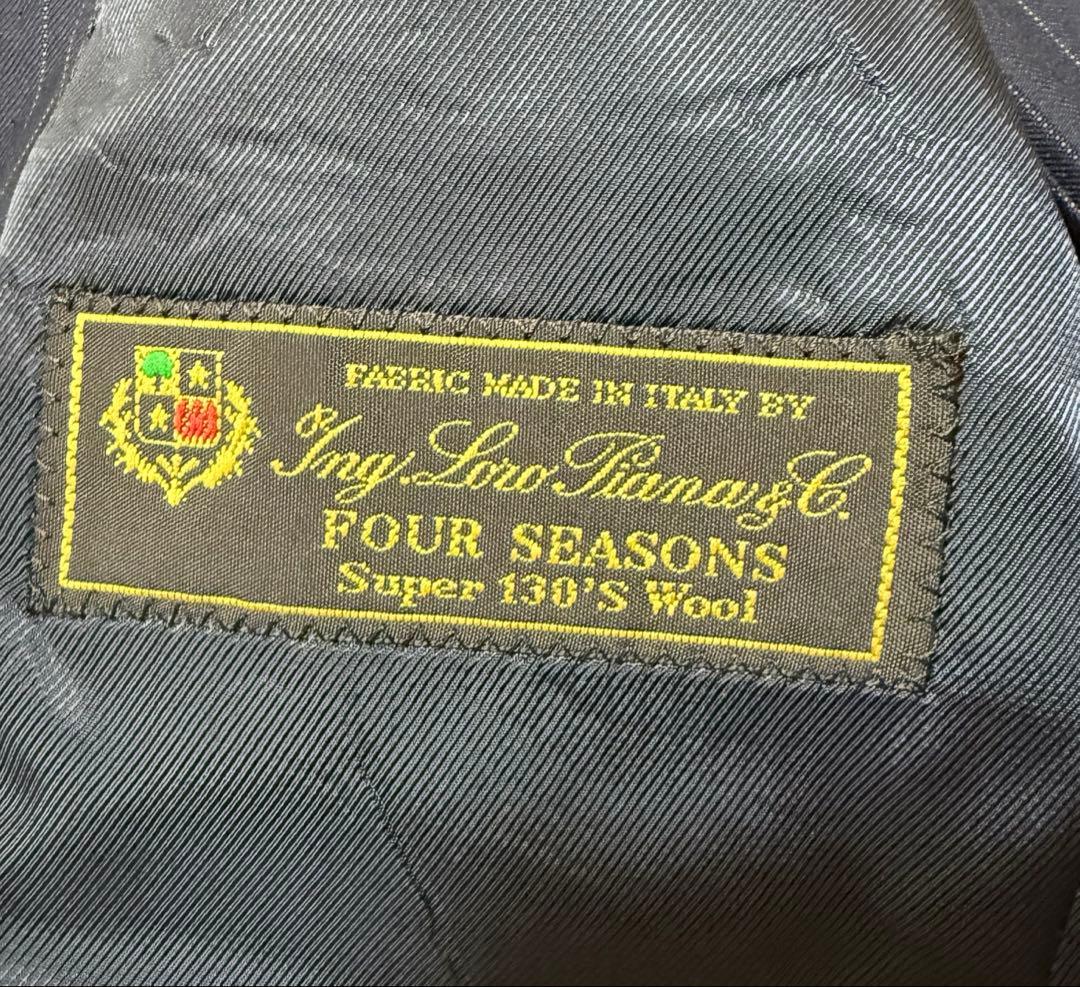 FABRIC MADE IN ITALY BY
Ing. Loro Piana & C.
FOUR SEASONS
Super 130'S Wool